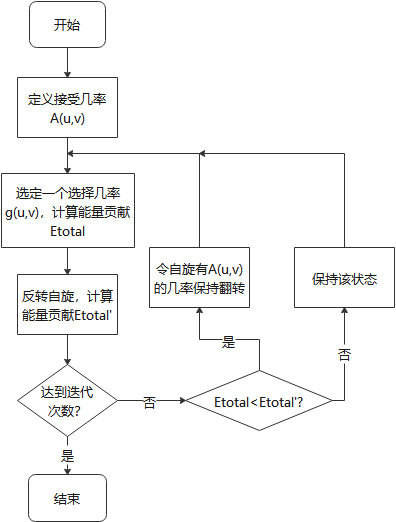 开始
定义接受几率
A(u,v)
选定一个选择几率
g(u,v)，计算能量贡献
Etotal
反转自旋，计算
能量贡献Etotal'
令自旋有A(u,v)
的几率保持翻转
保持该状态
是
否
达到迭代
次数？
否
Etotal<Etotal'?
是
结束